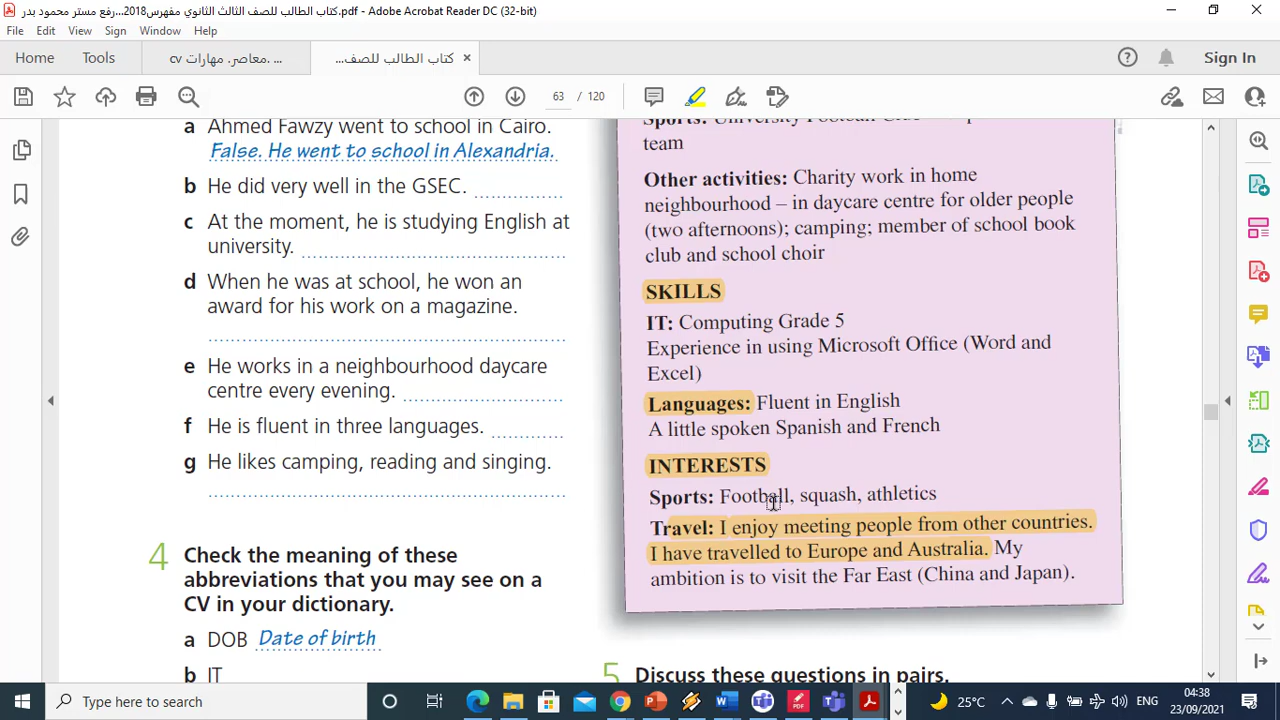 كتاب الطالب للصف الثالث الثانوي مفهرس2018...رفع مستر محمود بدر.pdf - Adobe Acrobat Reader DC (32-bit)
File Edit View Sign Window Help
Home Tools معاصر. مهارات cv ... كتاب الطالب للصف... × Sign In
63 / 120
a Ahmed Fawzy went to school in Cairo.
False. He went to school in Alexandria.
b He did very well in the GSEC.
c At the moment, he is studying English at
university.
d When he was at school, he won an
award for his work on a magazine.
e He works in a neighbourhood daycare
centre every evening.
f He is fluent in three languages.
g He likes camping, reading and singing.
4 Check the meaning of these
abbreviations that you may see on a
CV in your dictionary.
a DOB Date of birth
b IT
Sports: University Football Club
team
Other activities: Charity work in home
neighbourhood – in daycare centre for older people
(two afternoons); camping; member of school book
club and school choir
SKILLS
IT: Computing Grade 5
Experience in using Microsoft Office (Word and
Excel)
Languages: Fluent in English
A little spoken Spanish and French
INTERESTS
Sports: Football, squash, athletics
Travel: I enjoy meeting people from other countries.
I have travelled to Europe and Australia. My
ambition is to visit the Far East (China and Japan).
5 Discuss these questions in pairs.
Type here to search
25°C ENG 04:38
23/09/2021